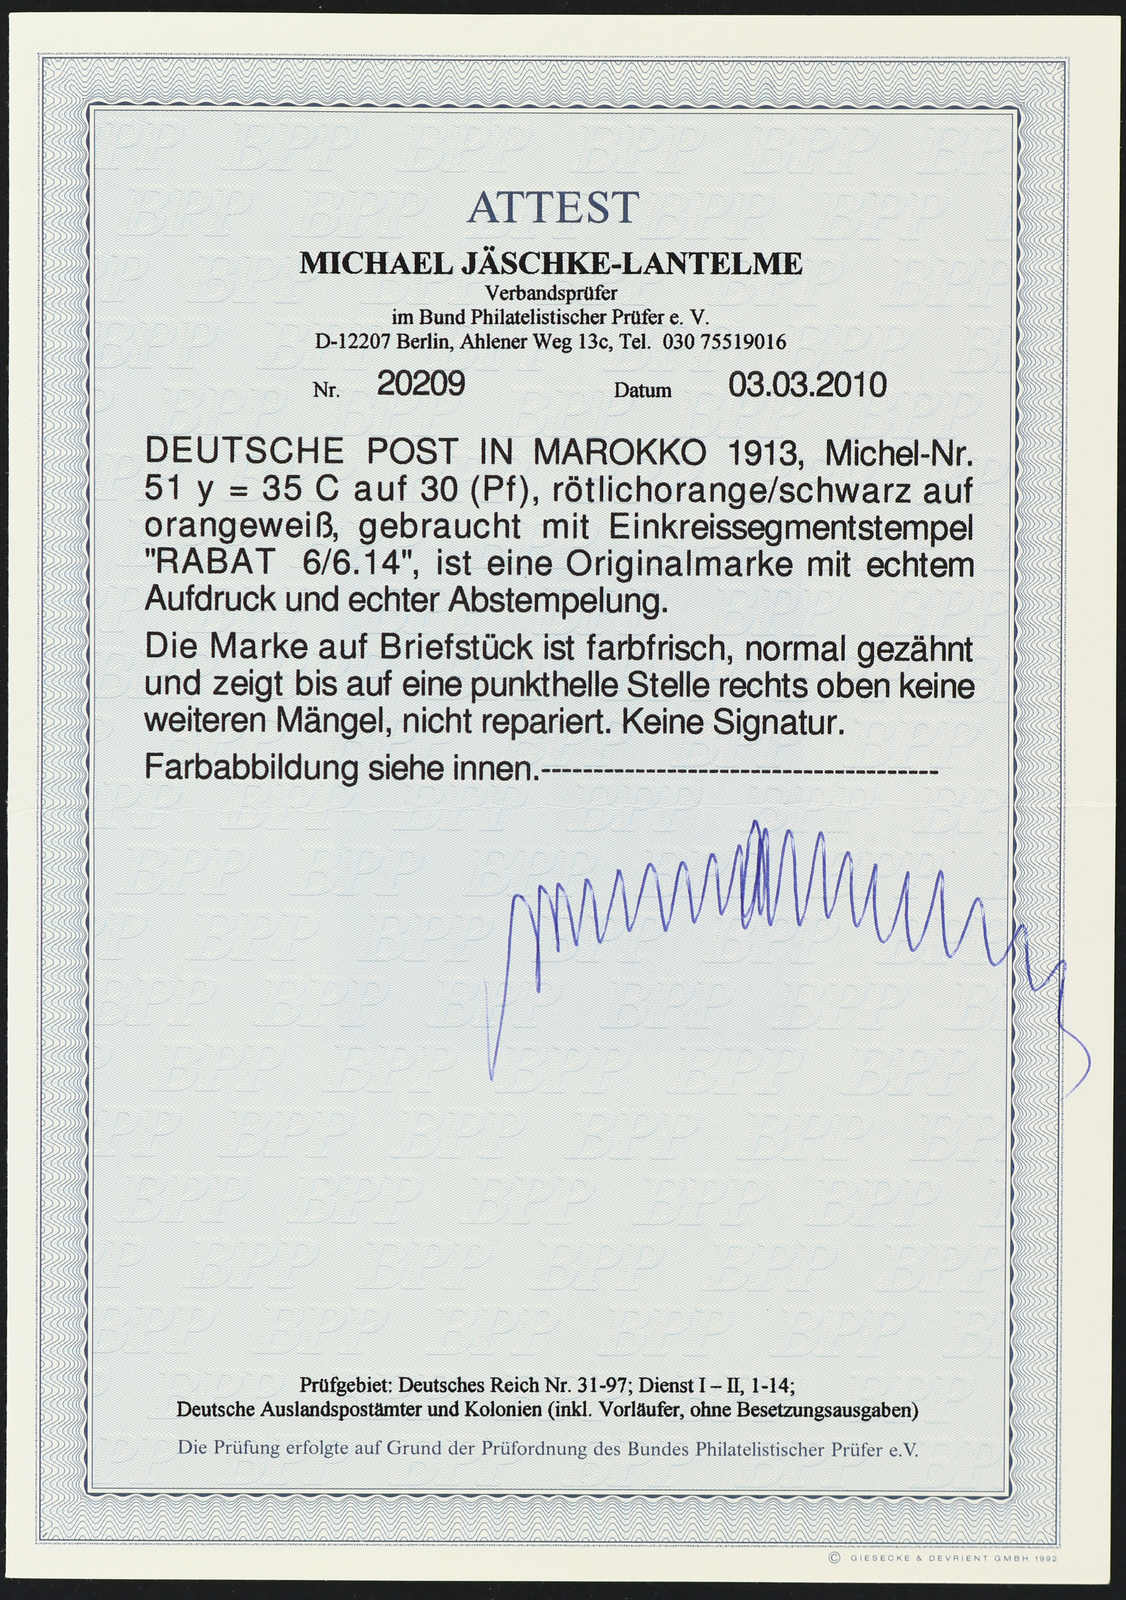 ATTEST
MICHAEL JÄSCHKE-LANTELME
Verbandsprüfer
im Bund Philatelistischer Prüfer e. V.
D-12207 Berlin, Ahlener Weg 13c, Tel. 030 75519016
Nr. 20209 Datum 03.03.2010
DEUTSCHE POST IN MAROKKO 1913, Michel-Nr.
51 y = 35 C auf 30 (Pf), rötlichorange/schwarz auf
orangeweiß, gebraucht mit Einkreissegmentstempel
"RABAT 6/6.14", ist eine Originalmarke mit echtem
Aufdruck und echter Abstempelung.
Die Marke auf Briefstück ist farbfrisch, normal gezähnt
und zeigt bis auf eine punkthelle Stelle rechts oben keine
weiteren Mängel, nicht repariert. Keine Signatur.
Farbabbildung siehe innen.--------------------------------------
Prüfgebiet: Deutsches Reich Nr. 31-97; Dienst I – II, 1-14;
Deutsche Auslandspostämter und Kolonien (inkl. Vorläufer, ohne Besetzungsausgaben)
Die Prüfung erfolgte auf Grund der Prüfordnung des Bundes Philatelistischer Prüfer e.V.
© GIESECKE & DEVRIENT GMBH 1992